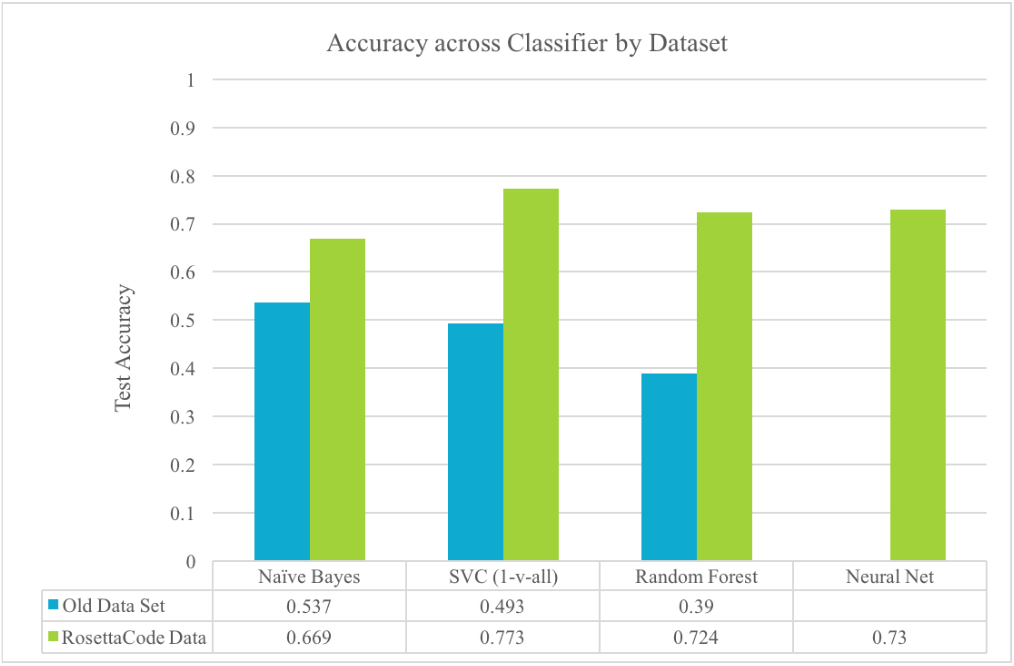 Accuracy across Classifier by Dataset
1
0.9
0.8
0.7
0.6
0.5
0.4
0.3
0.2
0.1
0
Test Accuracy
Naïve Bayes SVC (1-v-all) Random Forest Neural Net
Old Data Set 0.537 0.493 0.39
RosettaCode Data 0.669 0.773 0.724 0.73